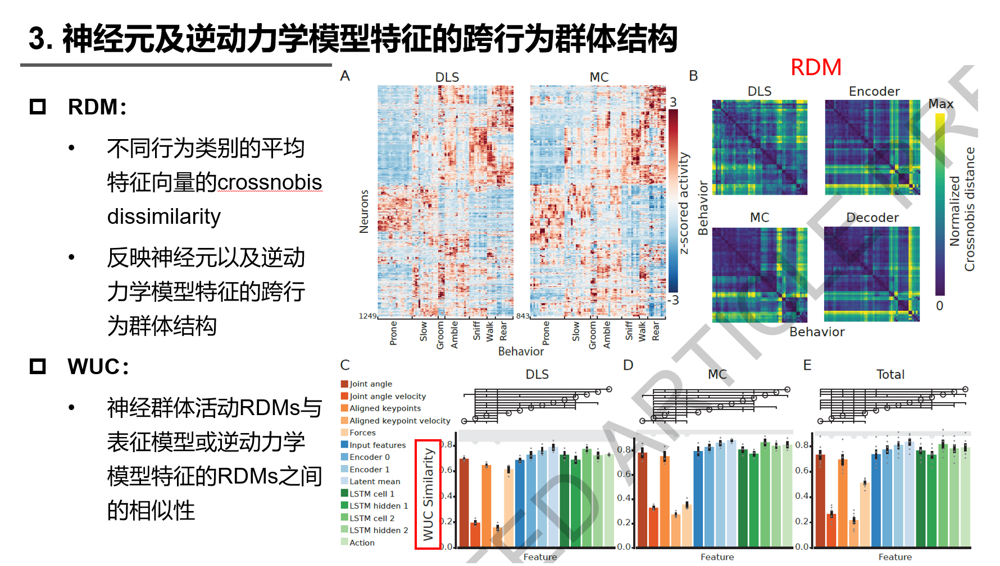 3. 神经元及逆动力学模型特征的跨行为群体结构
RDM：
不同行为类别的平均
特征向量的crossnobis
dissimilarity
反映神经元以及逆动
力学模型特征的跨行
为群体结构
WUC：
神经群体活动RDMs与
表征模型或逆动力学
模型特征的RDMs之间
的相似性
A
DLS
MC
Neurons
1249
843
Prone
Slow
Groom
Amble
Sniff
Walk
Rear
Prone
Slow
Groom
Amble
Sniff
Walk
Rear
Behavior
3
z-scored activity
-3
B
RDM
DLS
Encoder
MC
Decoder
Behavior
Behavior
Max
Normalized
Crossnobis distance
0
C
DLS
Joint angle
Joint angle velocity
Aligned keypoints
Aligned keypoint velocity
Forces
Input features
Encoder 0
Encoder 1
Latent mean
LSTM cell 1
LSTM hidden 1
LSTM cell 2
LSTM hidden 2
Action
WUC Similarity
0.8
0.6
0.4
0.2
0.0
Feature
D
MC
0.8
0.6
0.4
0.2
0.0
Feature
E
Total
0.8
0.6
0.4
0.2
0.0
Feature